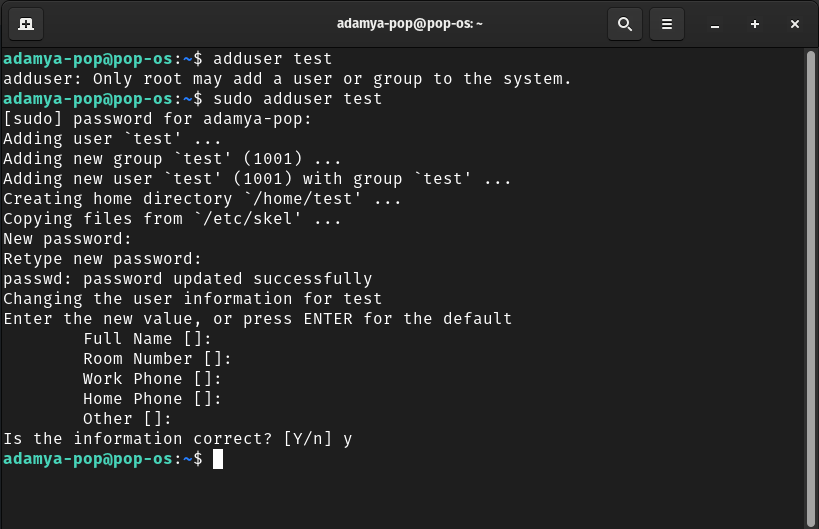 adamya-pop@pop-os: ~
adamya-pop@pop-os:~$ adduser test
adduser: Only root may add a user or group to the system.
adamya-pop@pop-os:~$ sudo adduser test
[sudo] password for adamya-pop:
Adding user `test' ...
Adding new group `test' (1001) ...
Adding new user `test' (1001) with group `test' ...
Creating home directory `/home/test' ...
Copying files from `/etc/skel' ...
New password:
Retype new password:
passwd: password updated successfully
Changing the user information for test
Enter the new value, or press ENTER for the default
        Full Name []:
        Room Number []:
        Work Phone []:
        Home Phone []:
        Other []:
Is the information correct? [Y/n] y
adamya-pop@pop-os:~$